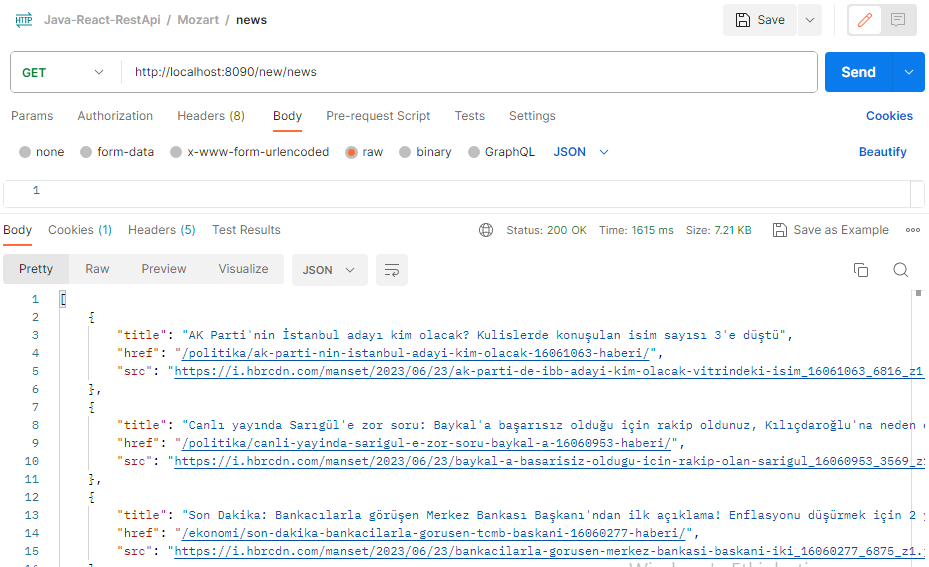 HTTP Java-React-RestApi / Mozart / news Save
GET http://localhost:8090/new/news Send
Params Authorization Headers (8) Body Pre-request Script Tests Settings Cookies
none form-data x-www-form-urlencoded raw binary GraphQL JSON Beautify
1
Body Cookies (1) Headers (5) Test Results Status: 200 OK Time: 1615 ms Size: 7.21 KB Save as Example
Pretty Raw Preview Visualize JSON
1 [
2 {
3 "title": "AK Parti'nin İstanbul adayı kim olacak? Kulislerde konuşulan isim sayısı 3'e düştü",
4 "href": "/politika/ak-parti-nin-istanbul-adayi-kim-olacak-16061063-haberi/",
5 "src": "https://i.hbrcdn.com/manset/2023/06/23/ak-parti-de-ibb-adayi-kim-olacak-vitrindeki-isim_16061063_6816_z1
6 },
7 {
8 "title": "Canlı yayında Sarıgül'e zor soru: Baykal'a başarısız olduğu için rakip oldunuz, Kılıçdaroğlu'na neden
9 "href": "/politika/canli-yayinda-sarigul-e-zor-soru-baykal-a-16060953-haberi/",
10 "src": "https://i.hbrcdn.com/manset/2023/06/23/baykal-a-basarisiz-oldugu-icin-rakip-olan-sarigul_16060953_3569_z
11 },
12 {
13 "title": "Son Dakika: Bankacılarla görüşen Merkez Bankası Başkanı'ndan ilk açıklama! Enflasyonu düşürmek için 2
14 "href": "/ekonomi/son-dakika-bankacilarla-gorusen-tcmb-baskani-16060277-haberi/",
15 "src": "https://i.hbrcdn.com/manset/2023/06/23/bankacilarla-gorusen-merkez-bankasi-baskani-iki_16060277_6875_z1.